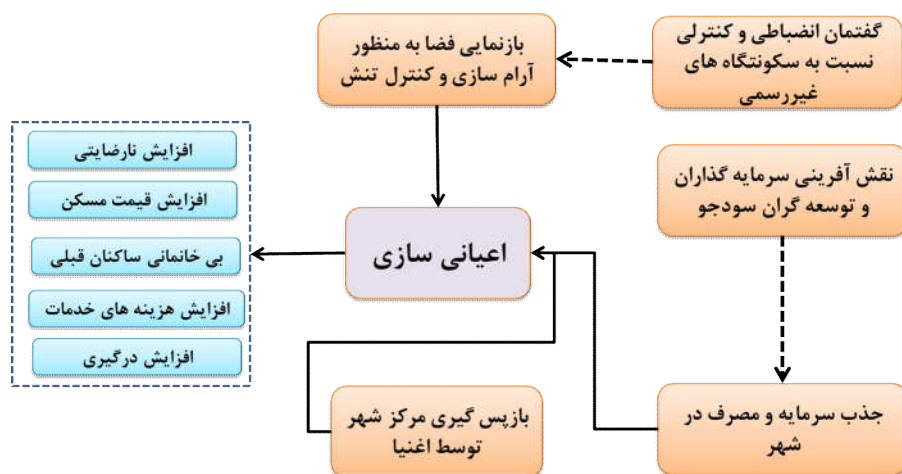 گفتمان انضباطی و کنترلی
نسبت به سکونتگاه های
غیررسمی
بازنمایی فضا به منظور
آرام سازی و کنترل تنش
نقش آفرینی سرمایه گذاران
و توسعه گران سودجو
اعیانی سازی
افزایش نارضایتی
افزایش قیمت مسکن
بی خانمانی ساکنان قبلی
افزایش هزینه های خدمات
افزایش درگیری
جذب سرمایه و مصرف در
شهر
بازپس گیری مرکز شهر
توسط اغنیا